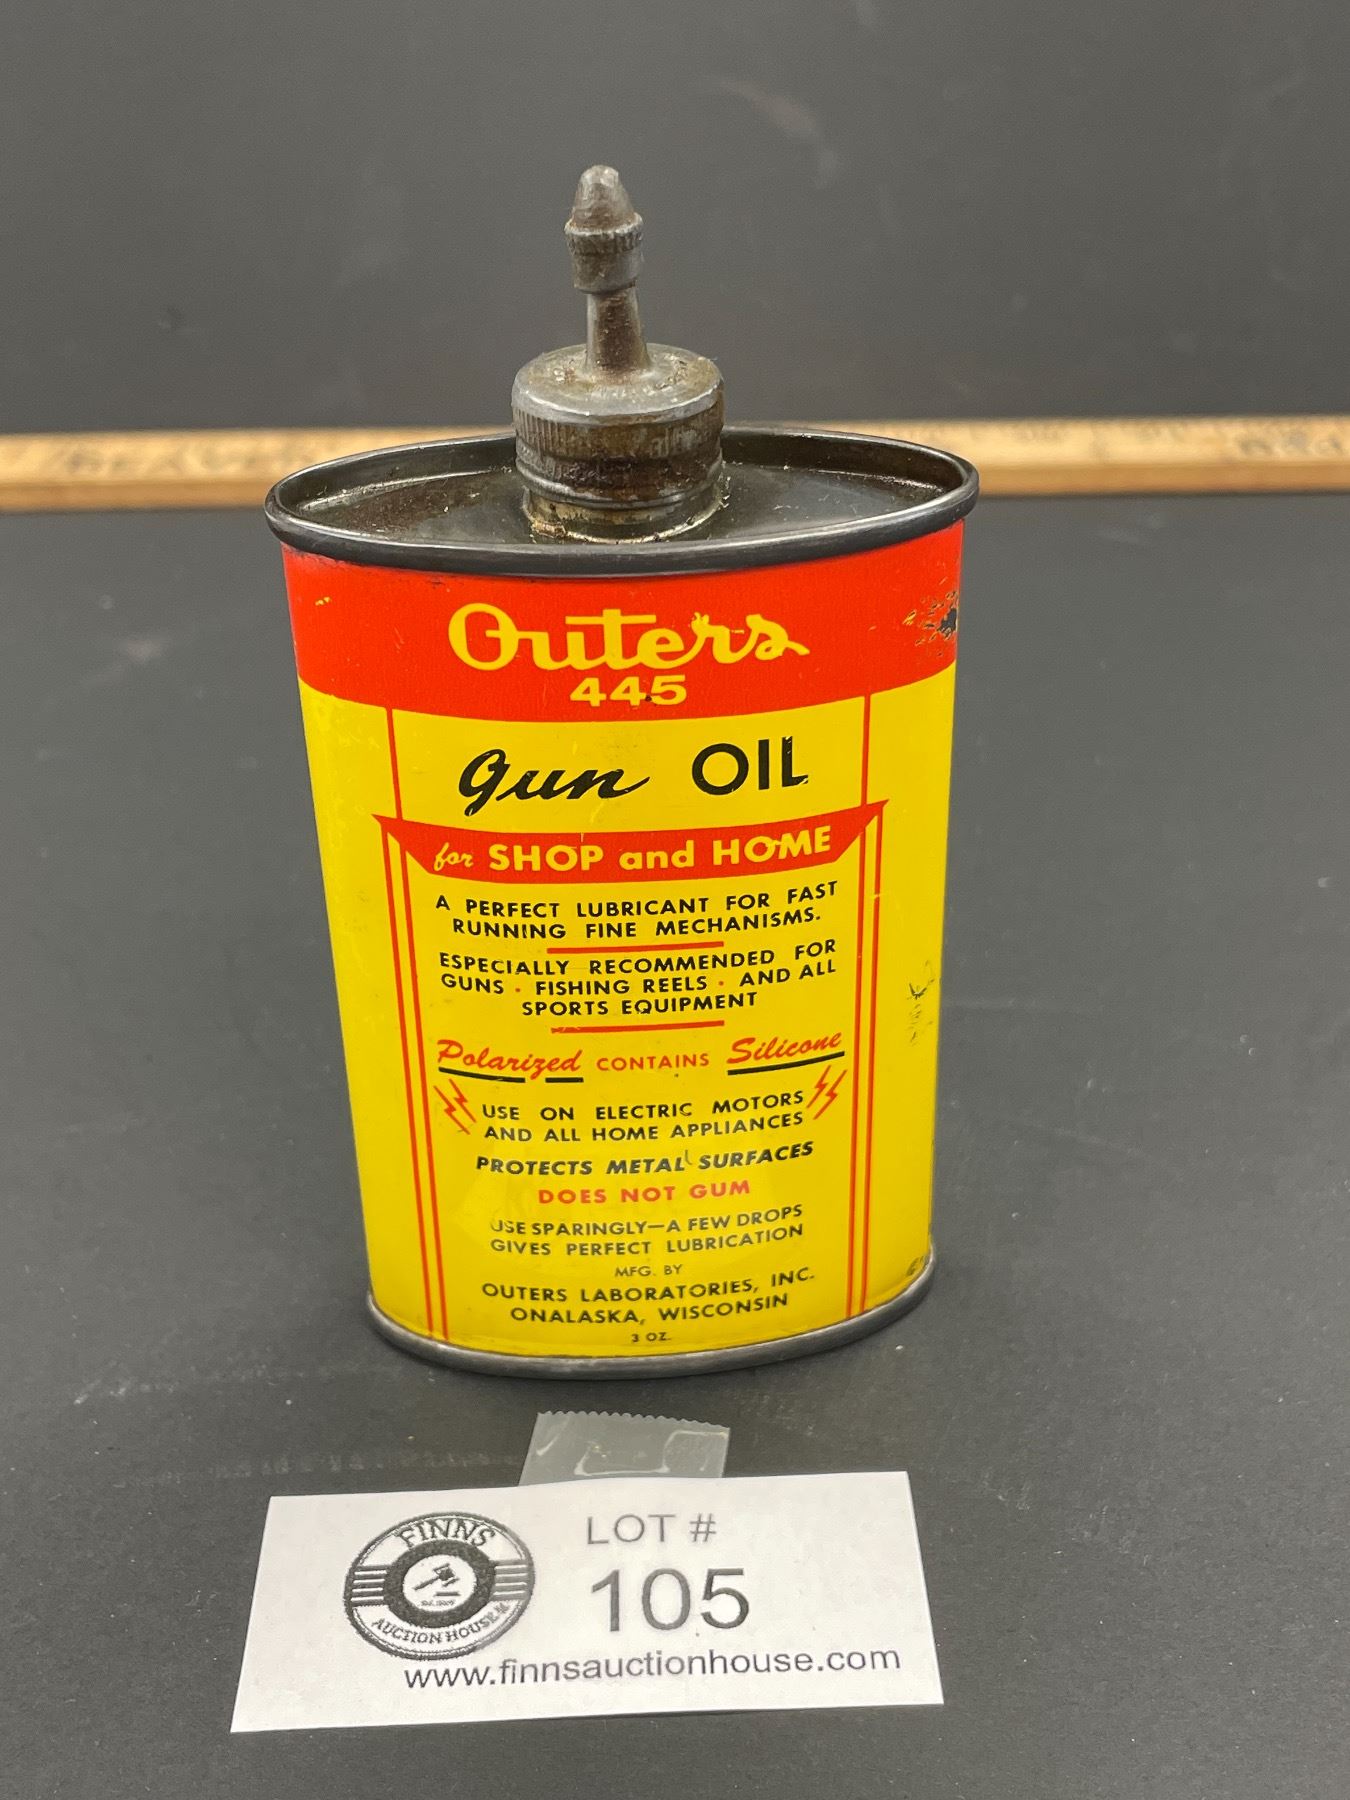 Outers
445
Gun OIL
for SHOP and HOME
A PERFECT LUBRICANT FOR FAST
RUNNING FINE MECHANISMS.
ESPECIALLY RECOMMENDED FOR
GUNS · FISHING REELS · AND ALL
SPORTS EQUIPMENT
Polarized CONTAINS Silicone
USE ON ELECTRIC MOTORS
AND ALL HOME APPLIANCES
PROTECTS METAL SURFACES
DOES NOT GUM
USE SPARINGLY—A FEW DROPS
GIVES PERFECT LUBRICATION
MFG. BY
OUTERS LABORATORIES, INC.
ONALASKA, WISCONSIN
3 OZ.
FINNS
AUCTION HOUSE
LOT #
105
www.finnsauctionhouse.com